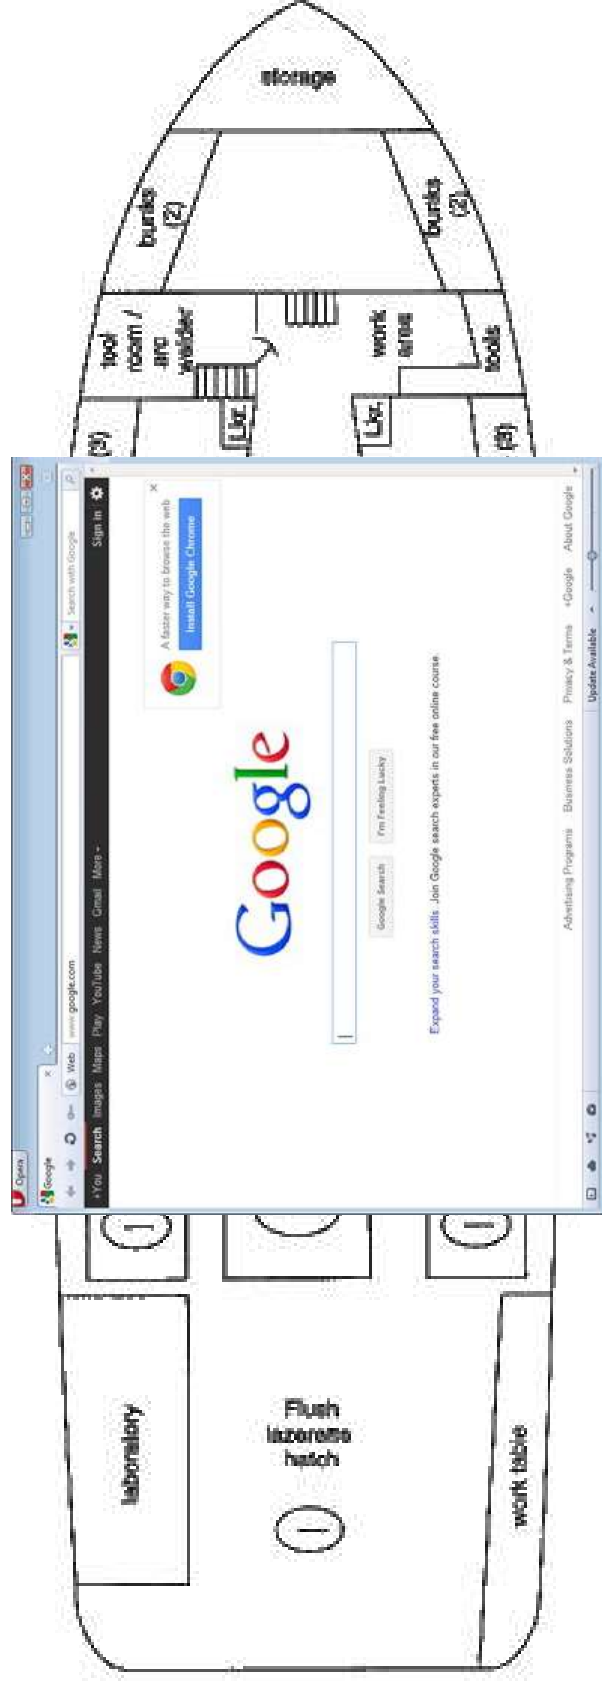 storage
bunks
(2)
bunks
(2)
tool
room /
arc
welder
work
area
tools
Lkr.
Lkr.
(3)
(3)
Opera
Google
Web
www.google.com
Search with Google
+You Search Images Maps Play YouTube News Gmail More
Sign in
A faster way to browse the web
Install Google Chrome
Google
Google Search
I'm Feeling Lucky
Expand your search skills. Join Google search experts in our free online course.
Advertising Programs
Business Solutions
Privacy & Terms
+Google
About Google
Update Available
laboratory
Flush
lazarette
hatch
work table